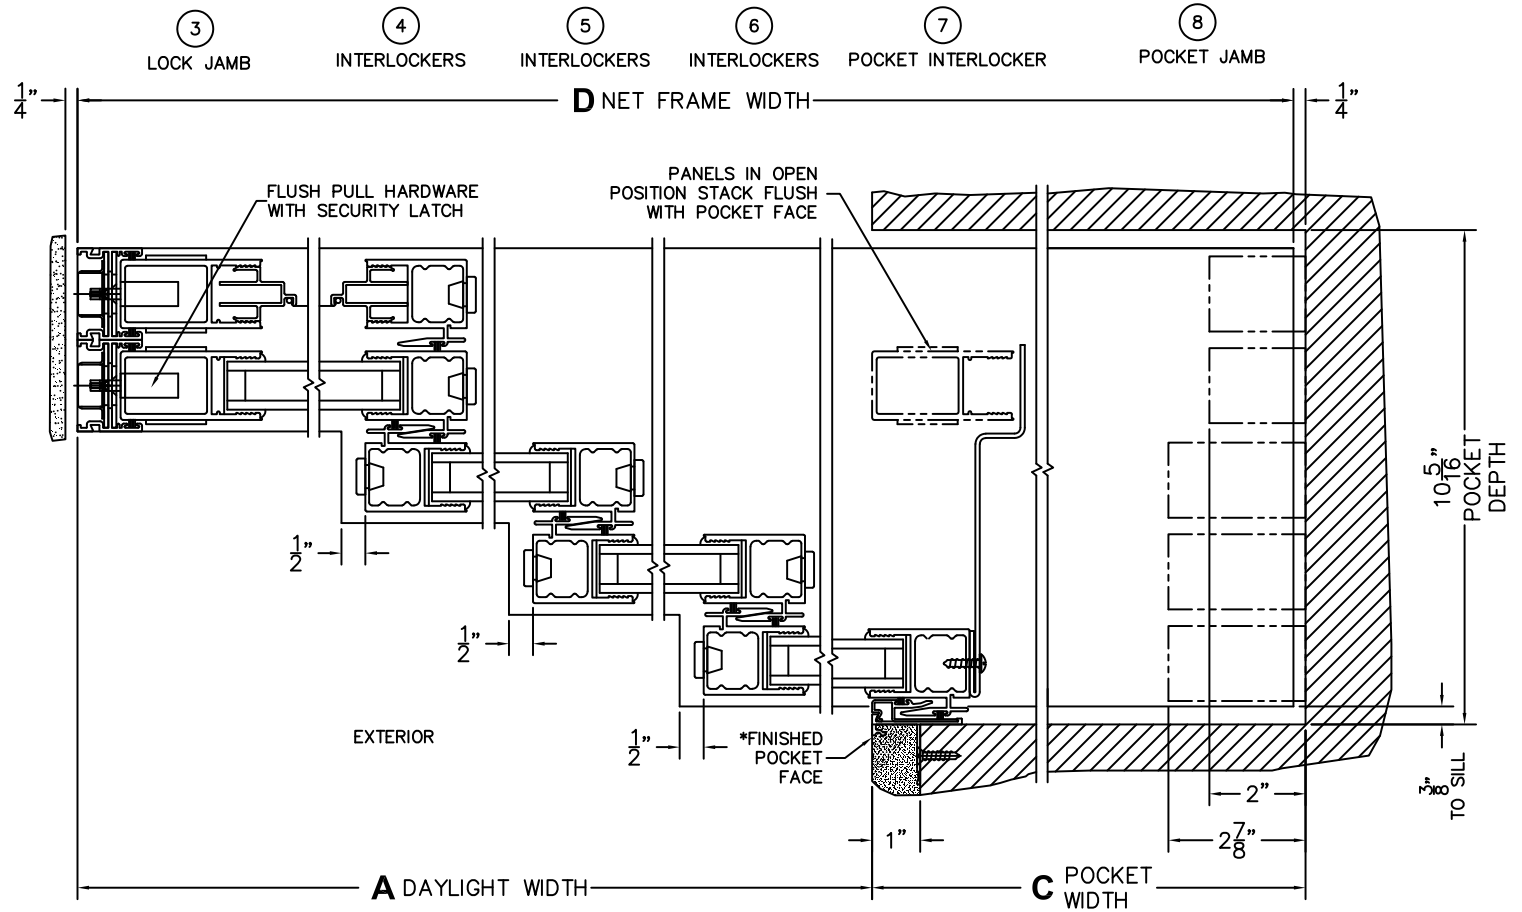 3
LOCK JAMB
4
INTERLOCKERS
5
INTERLOCKERS
6
INTERLOCKERS
7
POCKET INTERLOCKER
8
POCKET JAMB
1/4"
D NET FRAME WIDTH
1/4"
FLUSH PULL HARDWARE
WITH SECURITY LATCH
PANELS IN OPEN
POSITION STACK FLUSH
WITH POCKET FACE
10 5/16"
POCKET
DEPTH
1/2"
1/2"
1/2"
EXTERIOR
*FINISHED
POCKET
FACE
3/8"
TO SILL
2"
1"
2 7/8"
A DAYLIGHT WIDTH
C POCKET
WIDTH